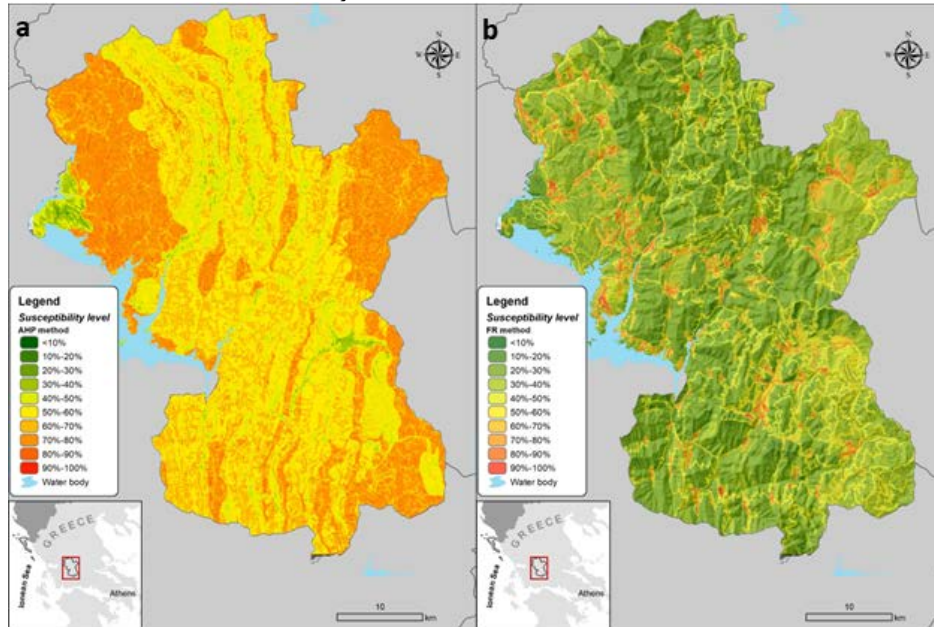 a
N
W E
S
Legend
Susceptibility level
AHP method
<10%
10%-20%
20%-30%
30%-40%
40%-50%
50%-60%
60%-70%
70%-80%
80%-90%
90%-100%
Water body
GREECE
Ionean Sea
Athens
10
km
b
N
W E
S
Legend
Susceptibility level
FR method
<10%
10%-20%
20%-30%
30%-40%
40%-50%
50%-60%
60%-70%
70%-80%
80%-90%
90%-100%
Water body
GREECE
Ionean Sea
Athens
10
km